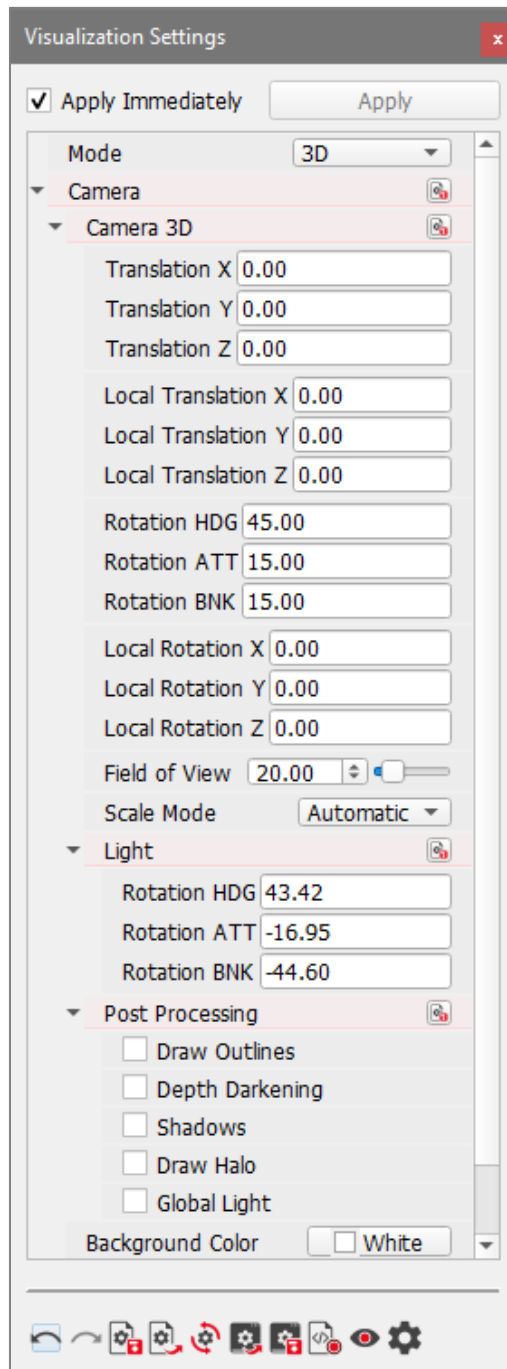 Visualization Settings x
Apply Immediately Apply
Mode 3D
Camera
Camera 3D
Translation X 0.00
Translation Y 0.00
Translation Z 0.00
Local Translation X 0.00
Local Translation Y 0.00
Local Translation Z 0.00
Rotation HDG 45.00
Rotation ATT 15.00
Rotation BNK 15.00
Local Rotation X 0.00
Local Rotation Y 0.00
Local Rotation Z 0.00
Field of View 20.00
Scale Mode Automatic
Light
Rotation HDG 43.42
Rotation ATT -16.95
Rotation BNK -44.60
Post Processing
Draw Outlines
Depth Darkening
Shadows
Draw Halo
Global Light
Background Color White